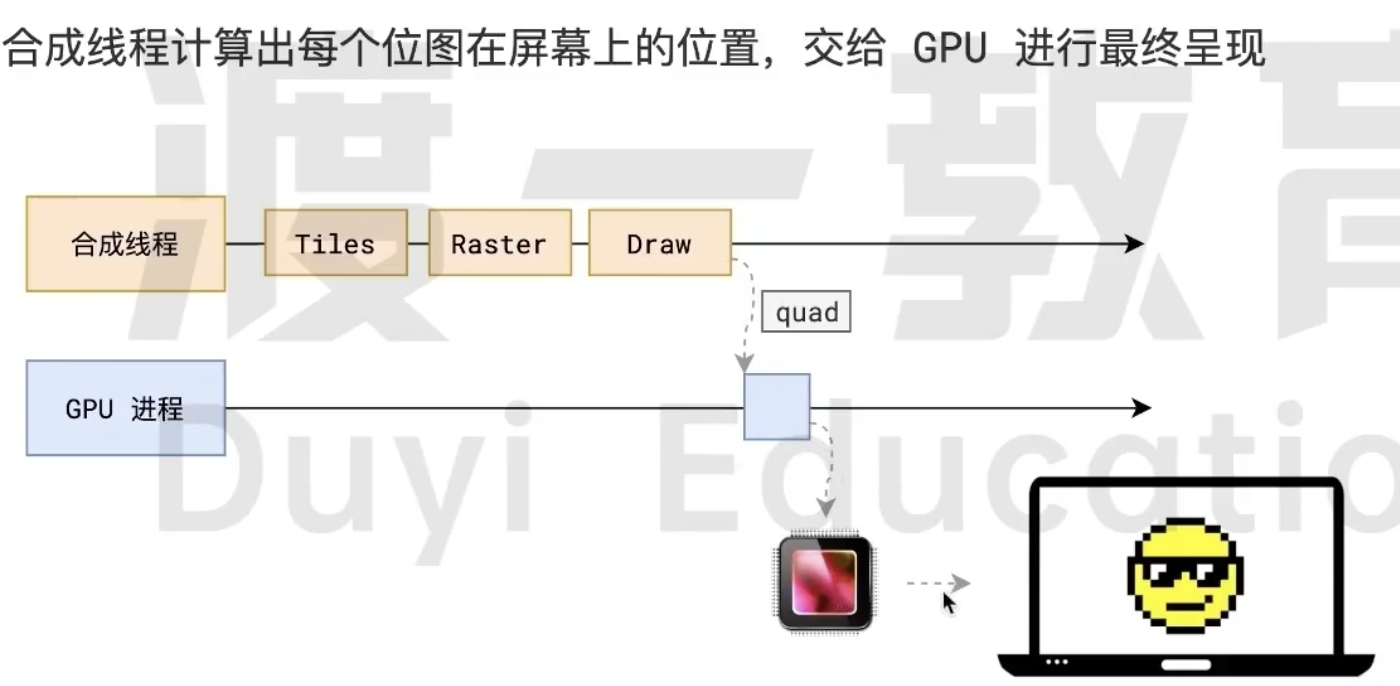 合成线程计算出每个位图在屏幕上的位置，交给 GPU 进行最终呈现
渡一教育
合成线程
Tiles
Raster
Draw
quad
GPU 进程
Duyi Educatio